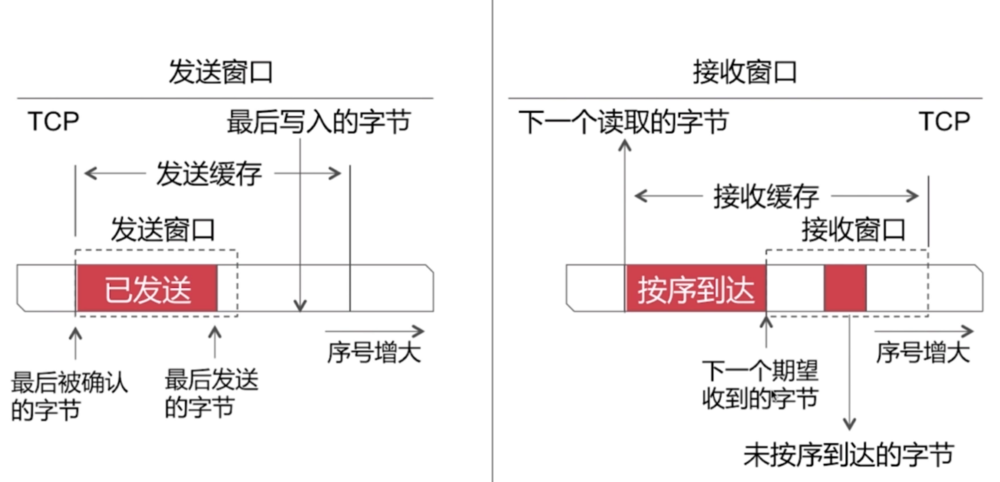 发送窗口
TCP
最后写入的字节
发送缓存
发送窗口
已发送
序号增大
最后被确认
的字节
最后发送
的字节
接收窗口
下一个读取的字节
TCP
接收缓存
接收窗口
按序到达
序号增大
下一个期望
收到的字节
未按序到达的字节